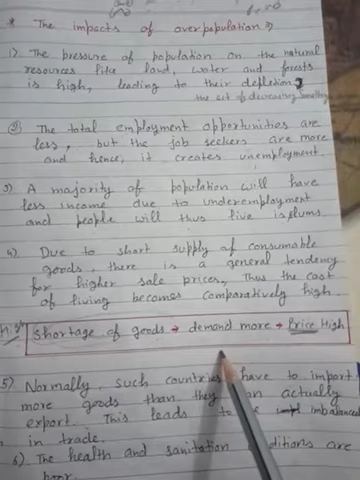 * The impacts of overpopulation ⇒
1) The pressure of population on the natural
resources like land, water and forests
is high, leading to their depletion
the act of decreasing something
2) The total employment opportunities are
less, but the job seekers are more
and hence, it creates unemployment.
3) A majority of population will have
less income due to underemployment
and people will thus live in slums.
4) Due to short supply of consumable
goods, there is a general tendency
for higher sale prices, Thus the cost
of living becomes comparatively high.
Shortage of goods → demand more → Price High
5) Normally, such countries have to import
more goods than they can actually
export. This leads to imbalance
in trade.
6) The health and sanitation are